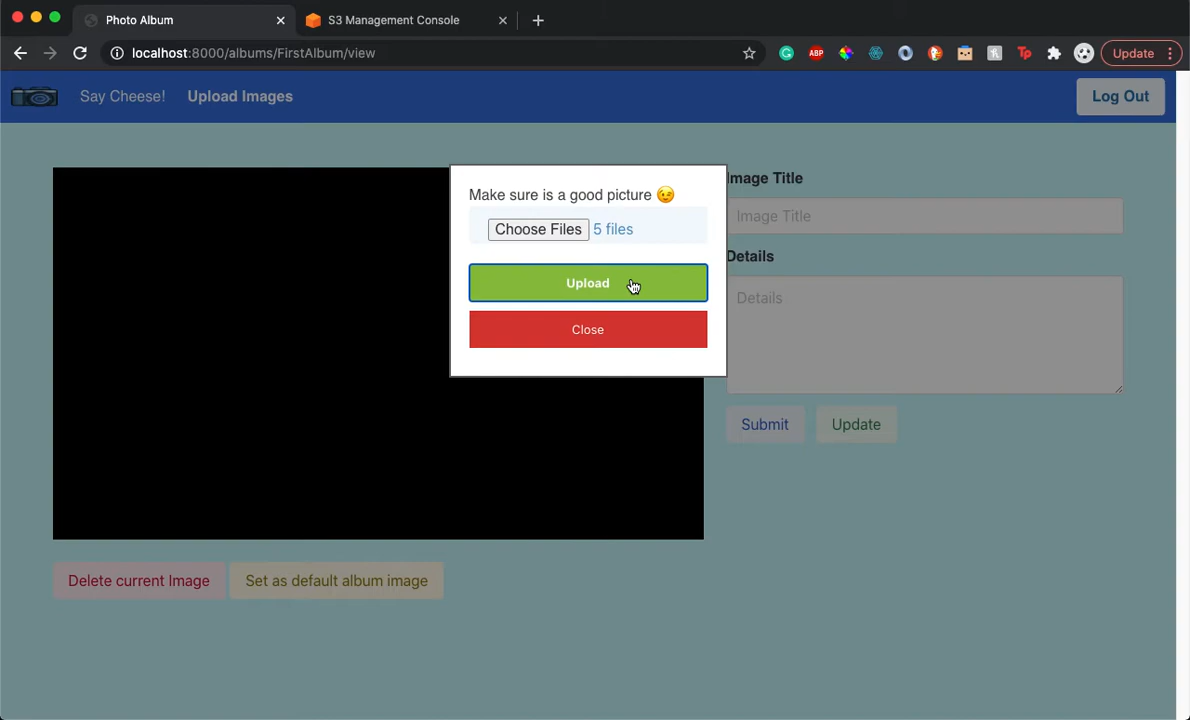 Photo Album
S3 Management Console
localhost:8000/albums/FirstAlbum/view
ABP
Tp
Update
Say Cheese!
Upload Images
Log Out
Make sure is a good picture 😉
Choose Files 5 files
Upload
Close
Image Title
Image Title
Details
Details
Submit
Update
Delete current Image
Set as default album image